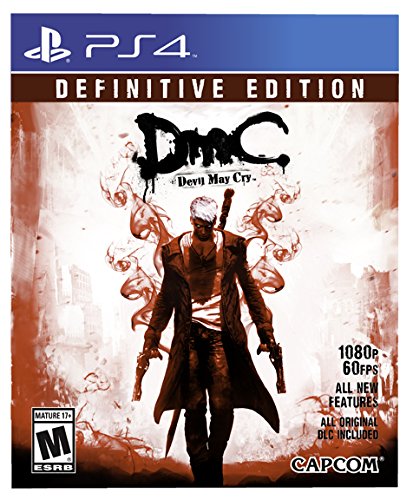 PS4
DEFINITIVE EDITION
DmC
Devil May Cry™
1080p
60FPS
ALL NEW
FEATURES
ALL ORIGINAL
DLC INCLUDED
MATURE 17+
M
ESRB
CAPCOM